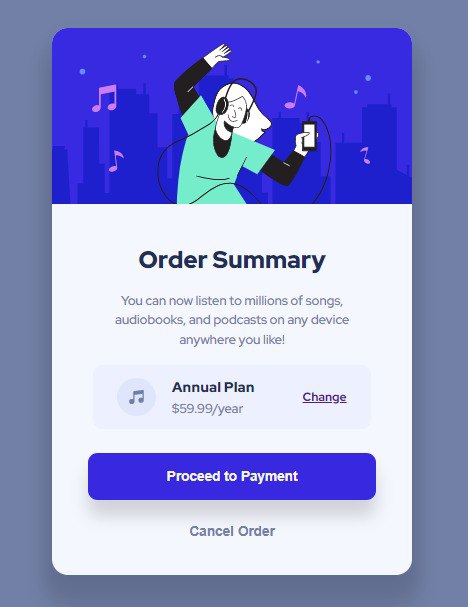 Order Summary
You can now listen to millions of songs,
audiobooks, and podcasts on any device
anywhere you like!
Annual Plan
$59.99/year
Change
Proceed to Payment
Cancel Order